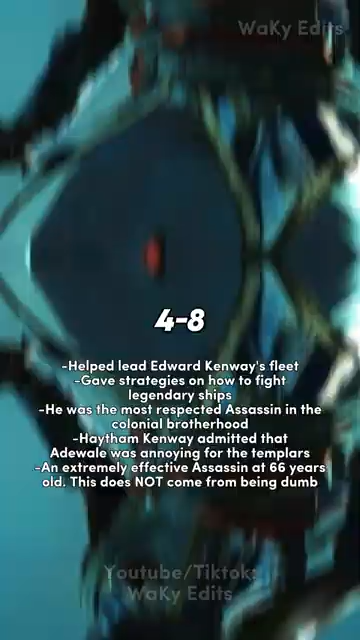 WaKy Edits
4-8
-Helped lead Edward Kenway's fleet
-Gave strategies on how to fight
legendary ships
-He was the most respected Assassin in the
colonial brotherhood
-Haytham Kenway admitted that
Adewale was annoying for the templars
-An extremely effective Assassin at 66 years
old. This does NOT come from being dumb
Youtube/Tiktok:
WaKy Edits